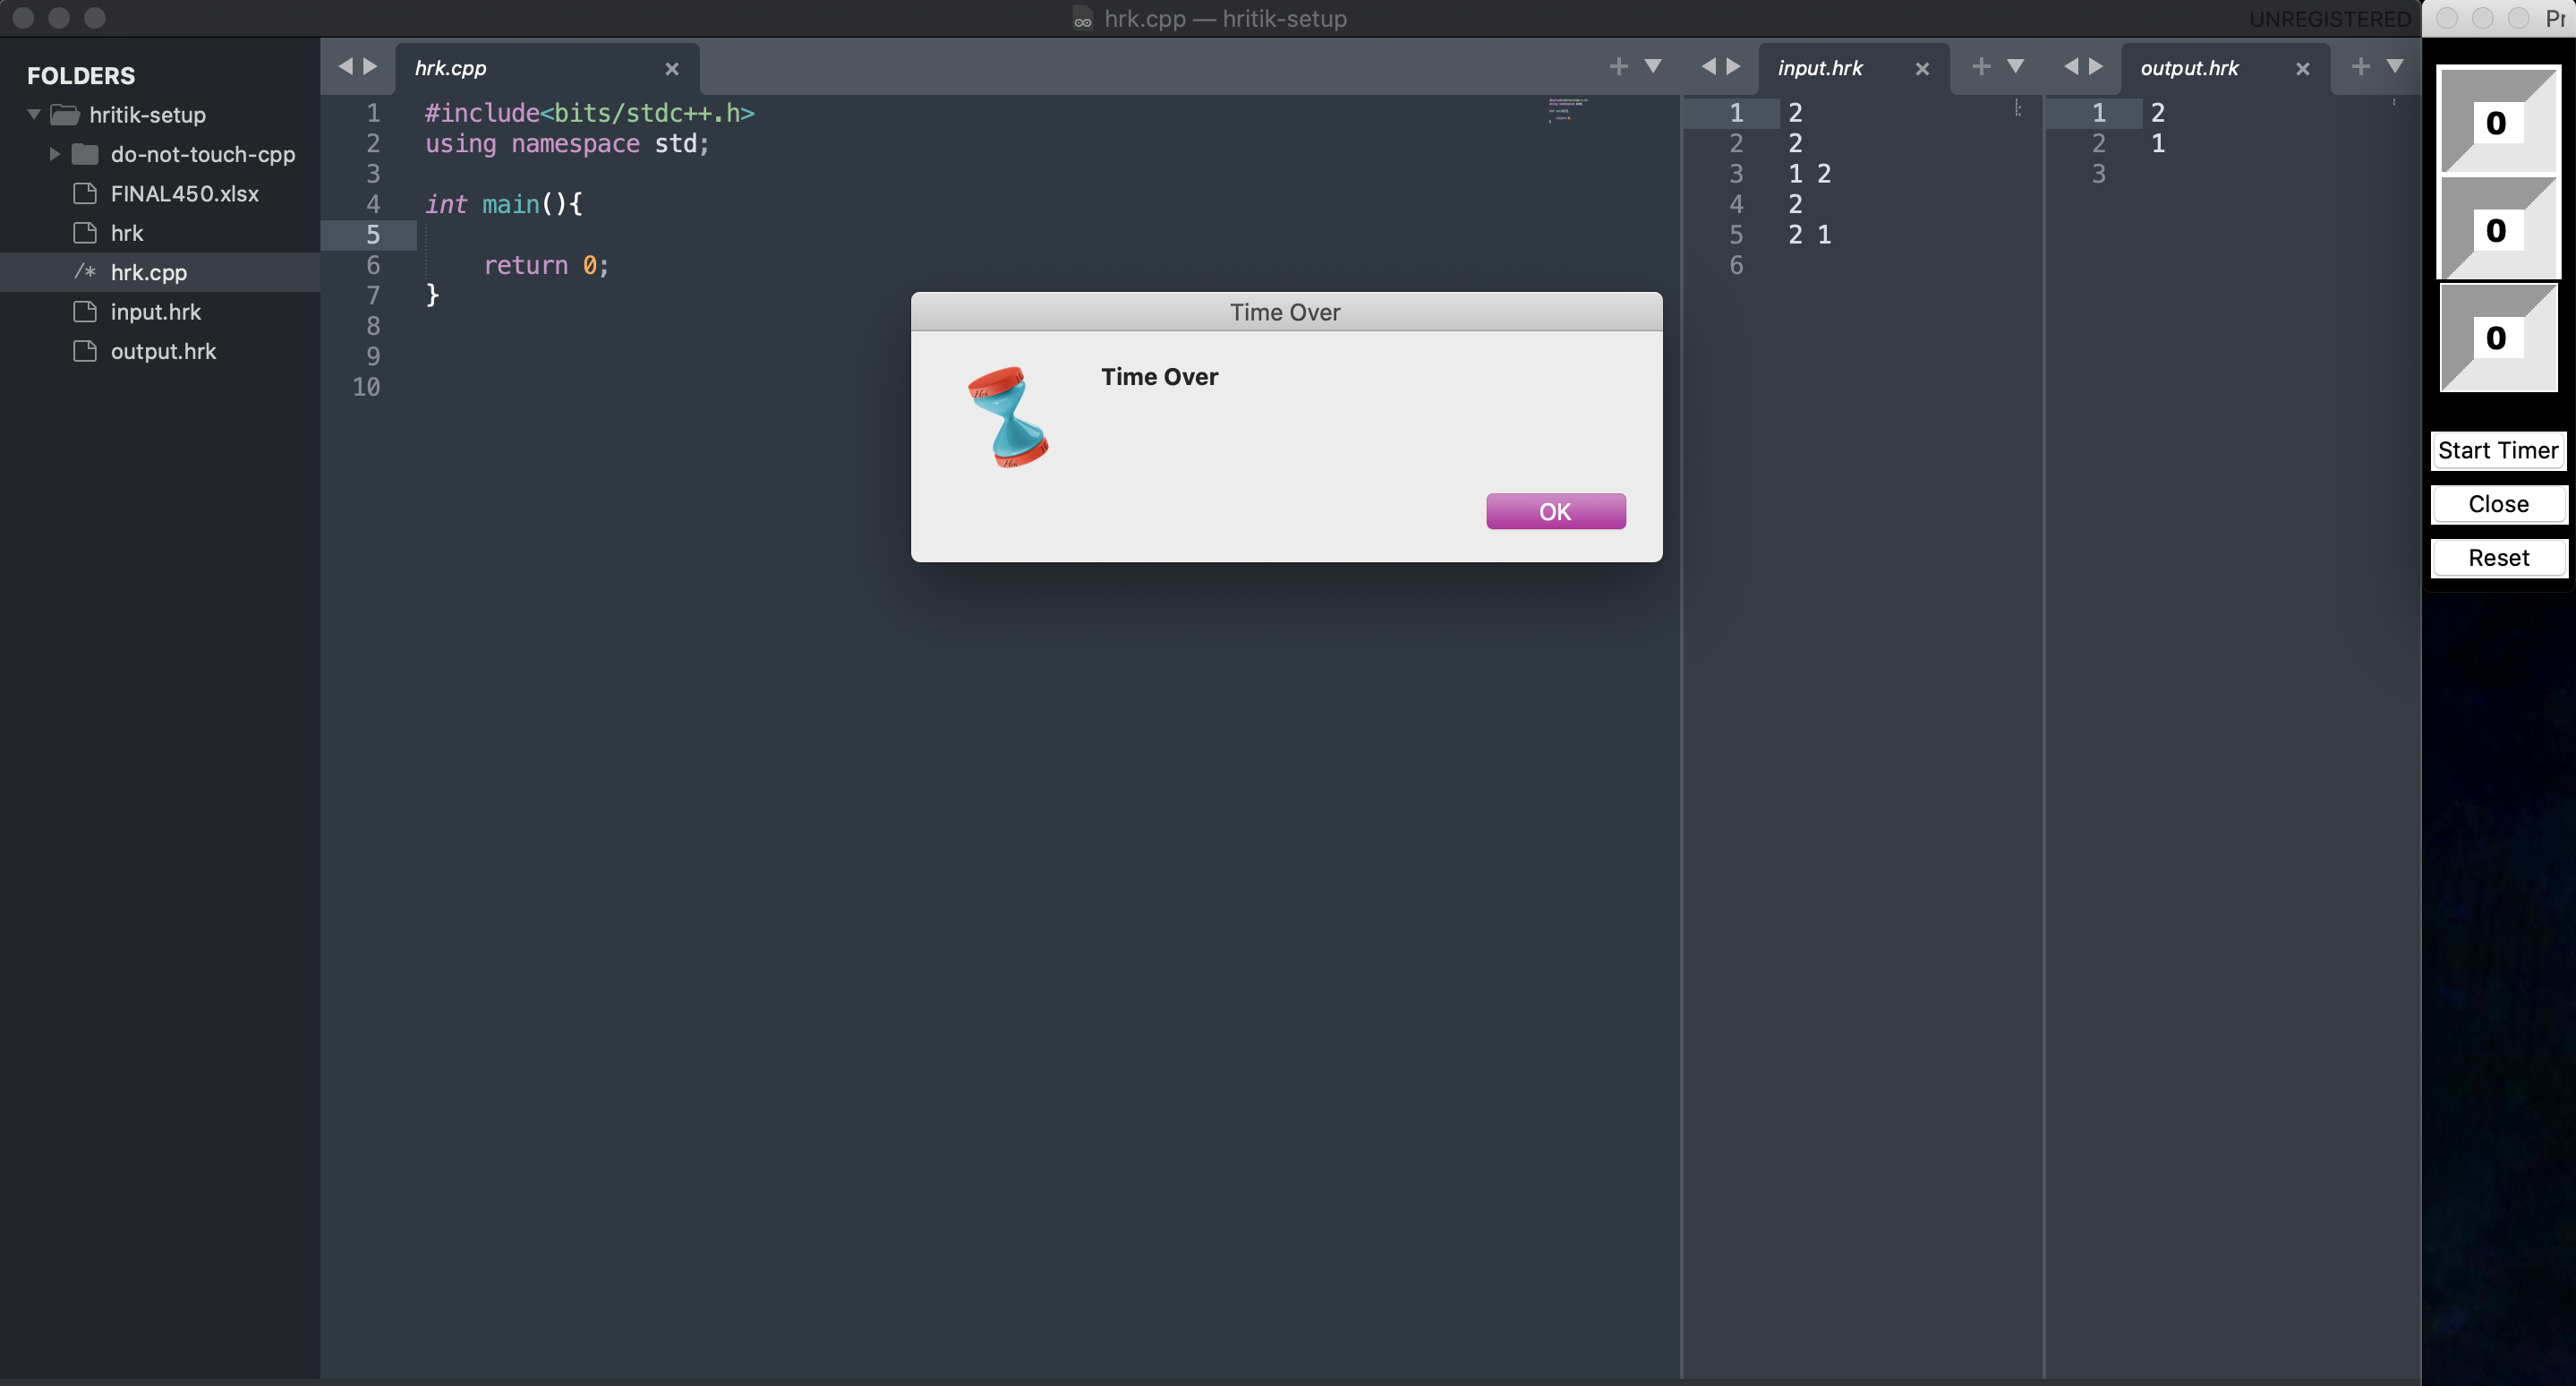 hrk.cpp — hritik-setup
UNREGISTERED
FOLDERS
hritik-setup
do-not-touch-cpp
FINAL450.xlsx
hrk
/* hrk.cpp
input.hrk
output.hrk
hrk.cpp
1 #include<bits/stdc++.h>
2 using namespace std;
3
4 int main(){
5
6 return 0;
7 }
8
9
10
input.hrk
1 2
2 2
3 1 2
4 2
5 2 1
6
output.hrk
1 2
2 1
3
Time Over
Time Over
Hrk
Hrk
OK
0
0
0
Start Timer
Close
Reset